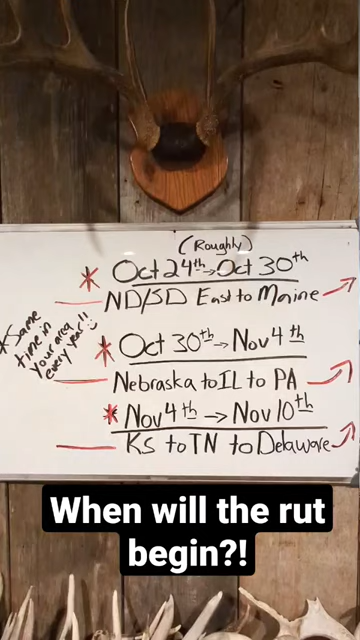 (Roughly)
* Oct 24th → Oct 30th
ND/SD East to Maine
* Oct 30th → Nov 4th
Nebraska to IL to PA
* Nov 4th → Nov 10th
KS to TN to Delaware
* Same
time in
your area
every year!!
When will the rut
begin?!